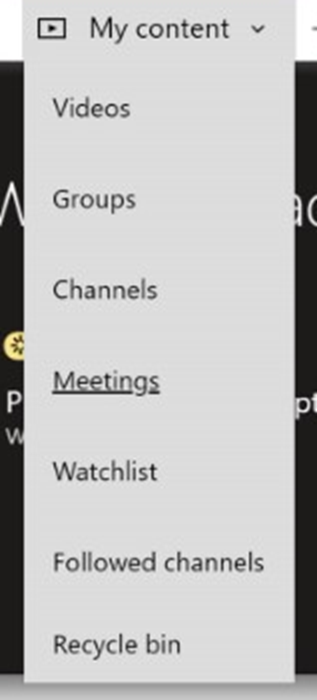 My content
Videos
Groups
Channels
Meetings
Watchlist
Followed channels
Recycle bin